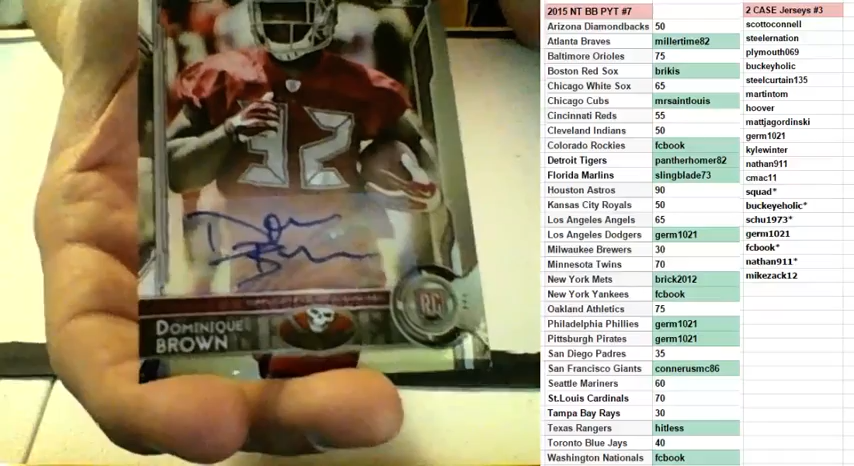 32
Dom
DOMINIQUE
BROWN
RC
2015 NT BB PYT #7
Arizona Diamondbacks 50
Atlanta Braves millertime82
Baltimore Orioles 75
Boston Red Sox brikis
Chicago White Sox 65
Chicago Cubs mrsaintlouis
Cincinnati Reds 55
Cleveland Indians 50
Colorado Rockies fcbook
Detroit Tigers pantherhomer82
Florida Marlins slingblade73
Houston Astros 90
Kansas City Royals 50
Los Angeles Angels 65
Los Angeles Dodgers germ1021
Milwaukee Brewers 30
Minnesota Twins 70
New York Mets brick2012
New York Yankees fcbook
Oakland Athletics 75
Philadelphia Phillies germ1021
Pittsburgh Pirates germ1021
San Diego Padres 35
San Francisco Giants connerusmc86
Seattle Mariners 60
St.Louis Cardinals 70
Tampa Bay Rays 30
Texas Rangers hitless
Toronto Blue Jays 40
Washington Nationals fcbook
2 CASE Jerseys #3
scottoconnell
steelernation
plymouth069
buckeyholic
steelcurtain135
martintom
hoover
mattjagordinski
germ1021
kylewinter
nathan911
cmac11
squad*
buckeyeholic*
schu1973*
germ1021
fcbook*
nathan911*
mikezack12